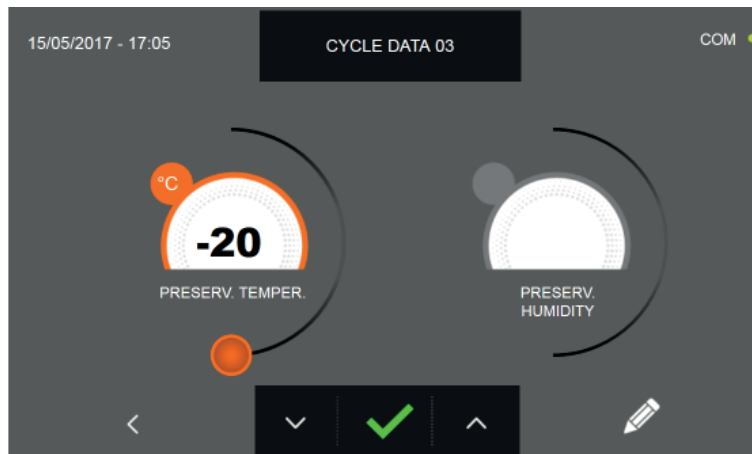 15/05/2017 - 17:05
CYCLE DATA 03
COM
°C
-20
PRESERV. TEMPER.
PRESERV.
HUMIDITY